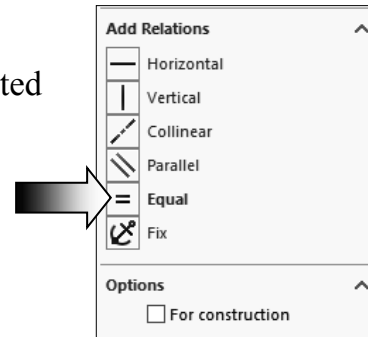 Add Relations
Horizontal
ted
Vertical
Collinear
Parallel
Equal
Fix
Options
For construction